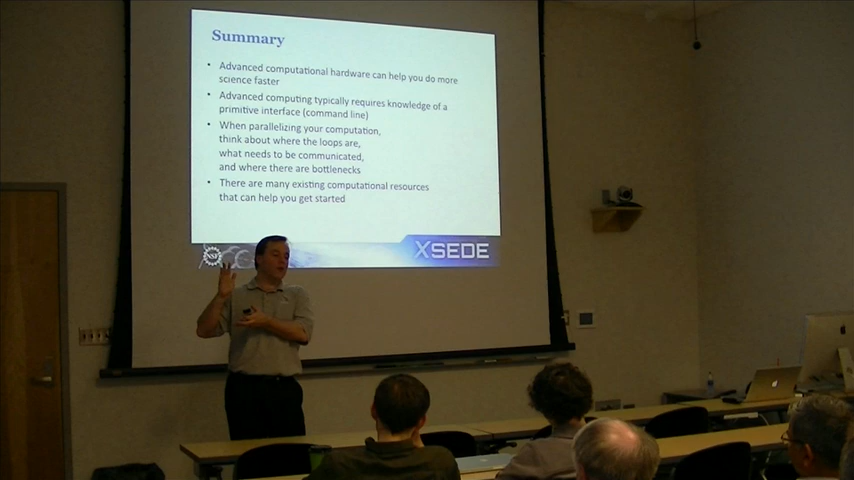 Summary
• Advanced computational hardware can help you do more
science faster
• Advanced computing typically requires knowledge of a
primitive interface (command line)
• When parallelizing your computation,
think about where the loops are,
what needs to be communicated,
and where there are bottlenecks
• There are many existing computational resources
that can help you get started
NSF
XSEDE